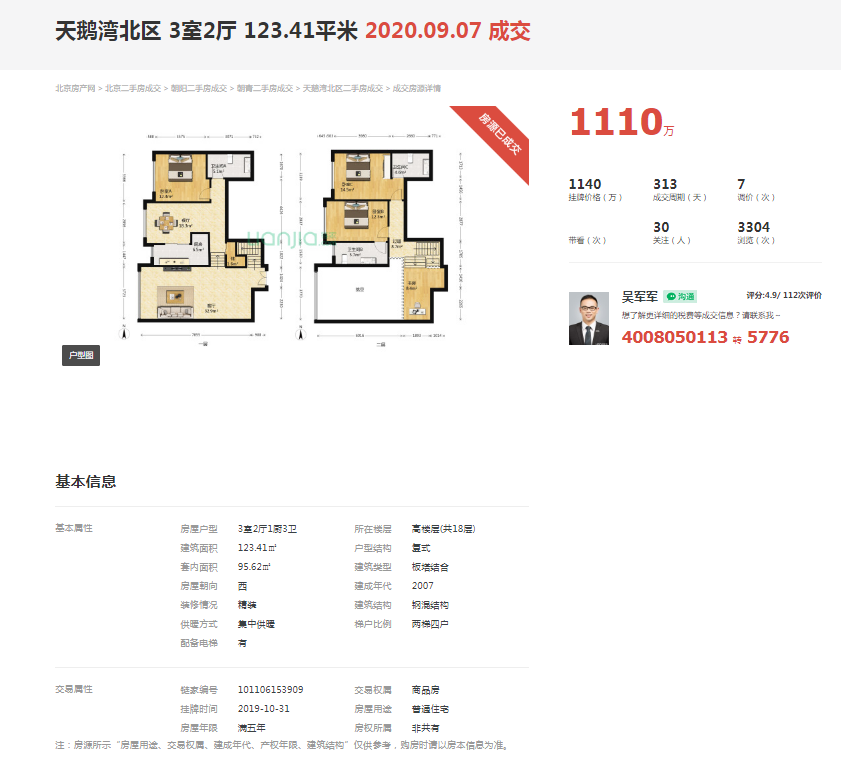 天鹅湾北区 3室2厅 123.41平米 2020.09.07 成交
北京房产网 > 北京二手房成交 > 朝阳二手房成交 > 朝青二手房成交 > 天鹅湾北区二手房成交 > 成交房源详情
房源已成交
户型图
1110万
1140 313 7
挂牌价格（万） 成交周期（天） 调价（次）
30 3304
带看（次） 关注（人） 浏览（次）
吴军军 沟通 评分:4.9/ 112次评价
想了解更详细的税费等成交信息？请联系我～
4008050113 转 5776
基本信息
基本属性 房屋户型 3室2厅1厨3卫 所在楼层 高楼层(共18层)
建筑面积 123.41㎡ 户型结构 复式
套内面积 95.62㎡ 建筑类型 板塔结合
房屋朝向 西 建成年代 2007
装修情况 精装 建筑结构 钢混结构
供暖方式 集中供暖 梯户比例 两梯四户
配备电梯 有
交易属性 链家编号 101106153909 交易权属 商品房
挂牌时间 2019-10-31 房屋用途 普通住宅
房屋年限 满五年 房权所属 非共有
注：房源所示“房屋用途、交易权属、建成年代、产权年限、建筑结构”仅供参考，购房时请以房本信息为准。